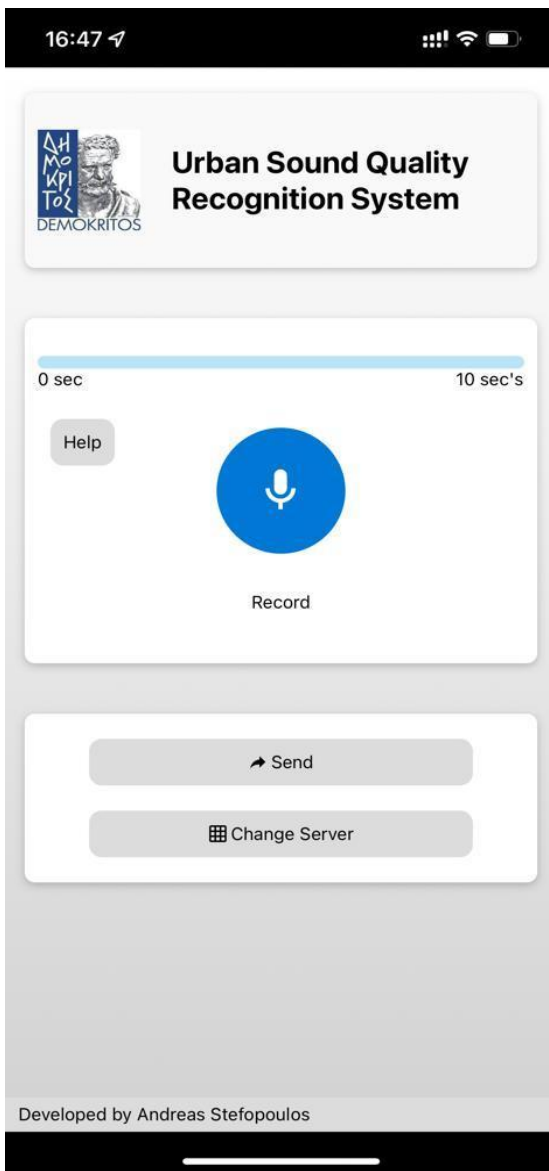 16:47
ΔΗ
ΜΟ
ΚΡΙ
ΤΟΣ
DEMOKRITOS
Urban Sound Quality
Recognition System
0 sec
10 sec's
Help
Record
Send
Change Server
Developed by Andreas Stefopoulos